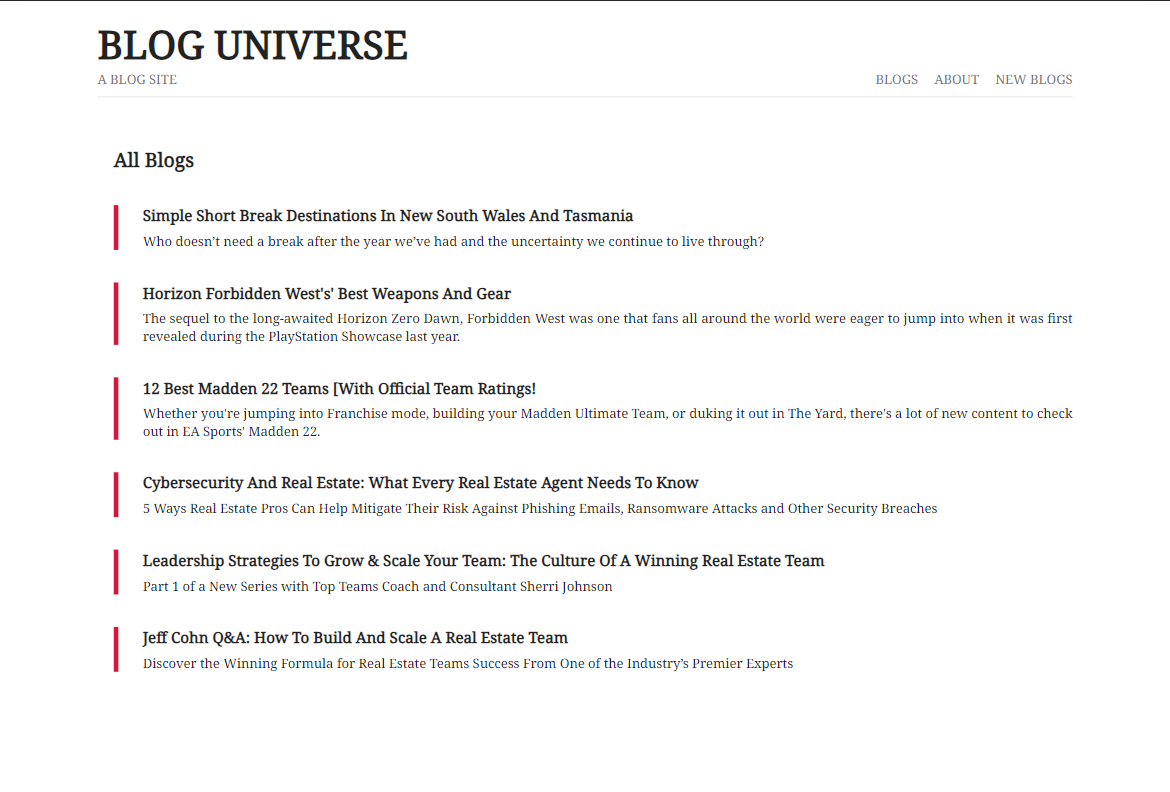 BLOG UNIVERSE
A BLOG SITE
BLOGS ABOUT NEW BLOGS
All Blogs
Simple Short Break Destinations In New South Wales And Tasmania
Who doesn’t need a break after the year we’ve had and the uncertainty we continue to live through?
Horizon Forbidden West's' Best Weapons And Gear
The sequel to the long-awaited Horizon Zero Dawn, Forbidden West was one that fans all around the world were eager to jump into when it was first
revealed during the PlayStation Showcase last year.
12 Best Madden 22 Teams [With Official Team Ratings!
Whether you're jumping into Franchise mode, building your Madden Ultimate Team, or duking it out in The Yard, there's a lot of new content to check
out in EA Sports' Madden 22.
Cybersecurity And Real Estate: What Every Real Estate Agent Needs To Know
5 Ways Real Estate Pros Can Help Mitigate Their Risk Against Phishing Emails, Ransomware Attacks and Other Security Breaches
Leadership Strategies To Grow & Scale Your Team: The Culture Of A Winning Real Estate Team
Part 1 of a New Series with Top Teams Coach and Consultant Sherri Johnson
Jeff Cohn Q&A: How To Build And Scale A Real Estate Team
Discover the Winning Formula for Real Estate Teams Success From One of the Industry’s Premier Experts